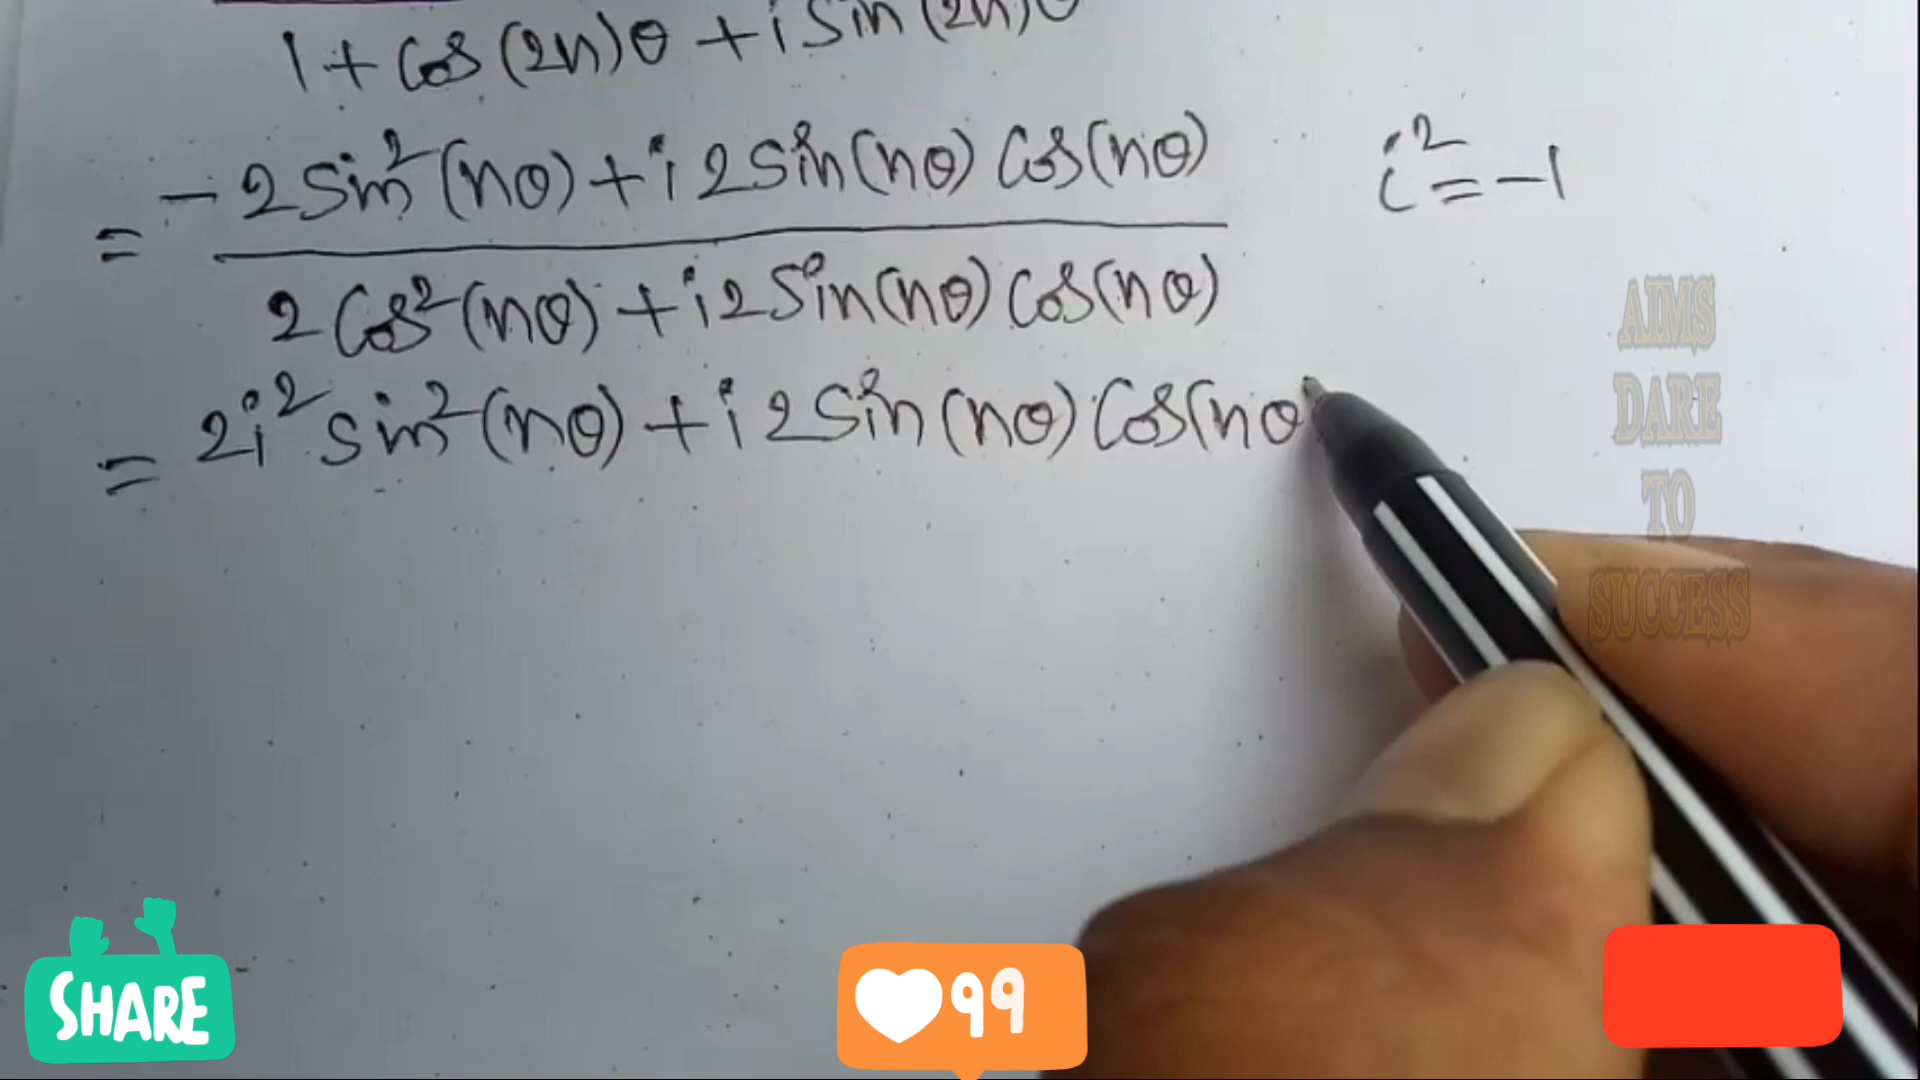 1 + Cos (2n)θ + i Sin (2n)θ
= - 2 Sin² (nθ) + i 2 Sin (nθ) Cos (nθ)
i² = -1
2 Cos² (nθ) + i 2 Sin (nθ) Cos (nθ)
= 2i² Sin² (nθ) + i 2 Sin (nθ) Cos (nθ
AIMS
DARE
TO
SUCCESS
SHARE
99